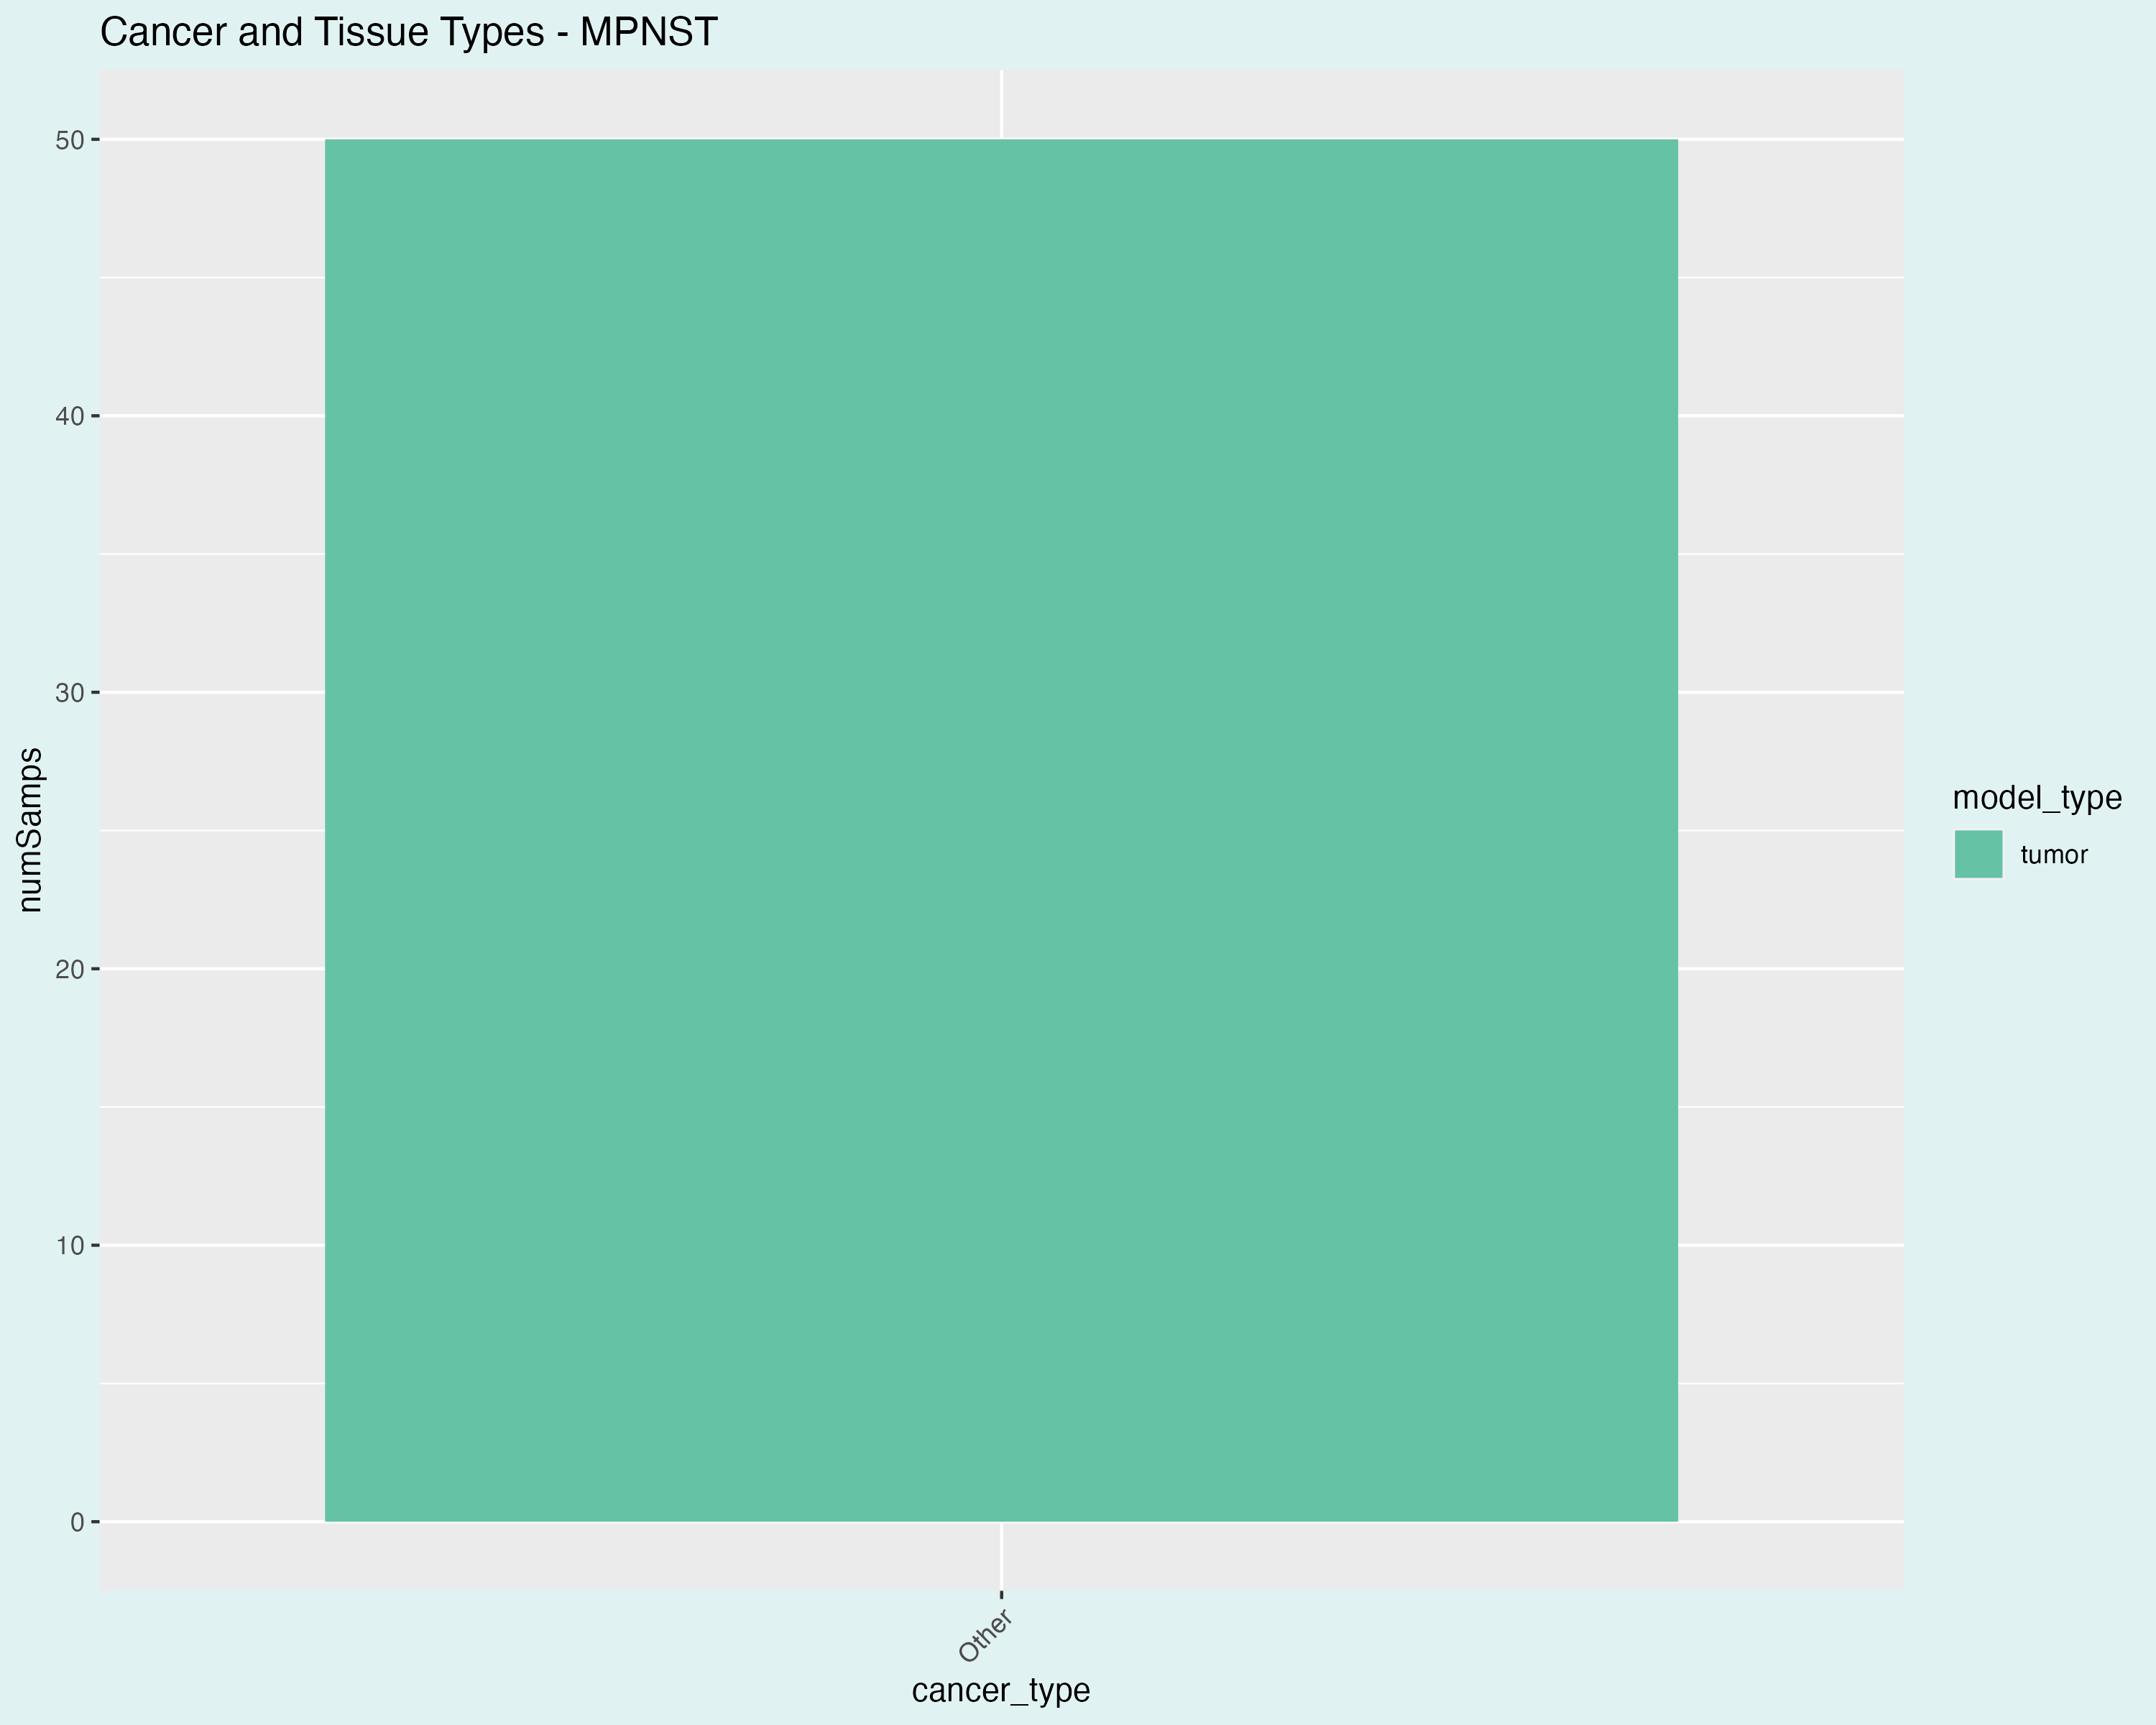 Cancer and Tissue Types - MPNST
50
40
30
20
10
0
numSamps
Other
cancer_type
model_type
tumor